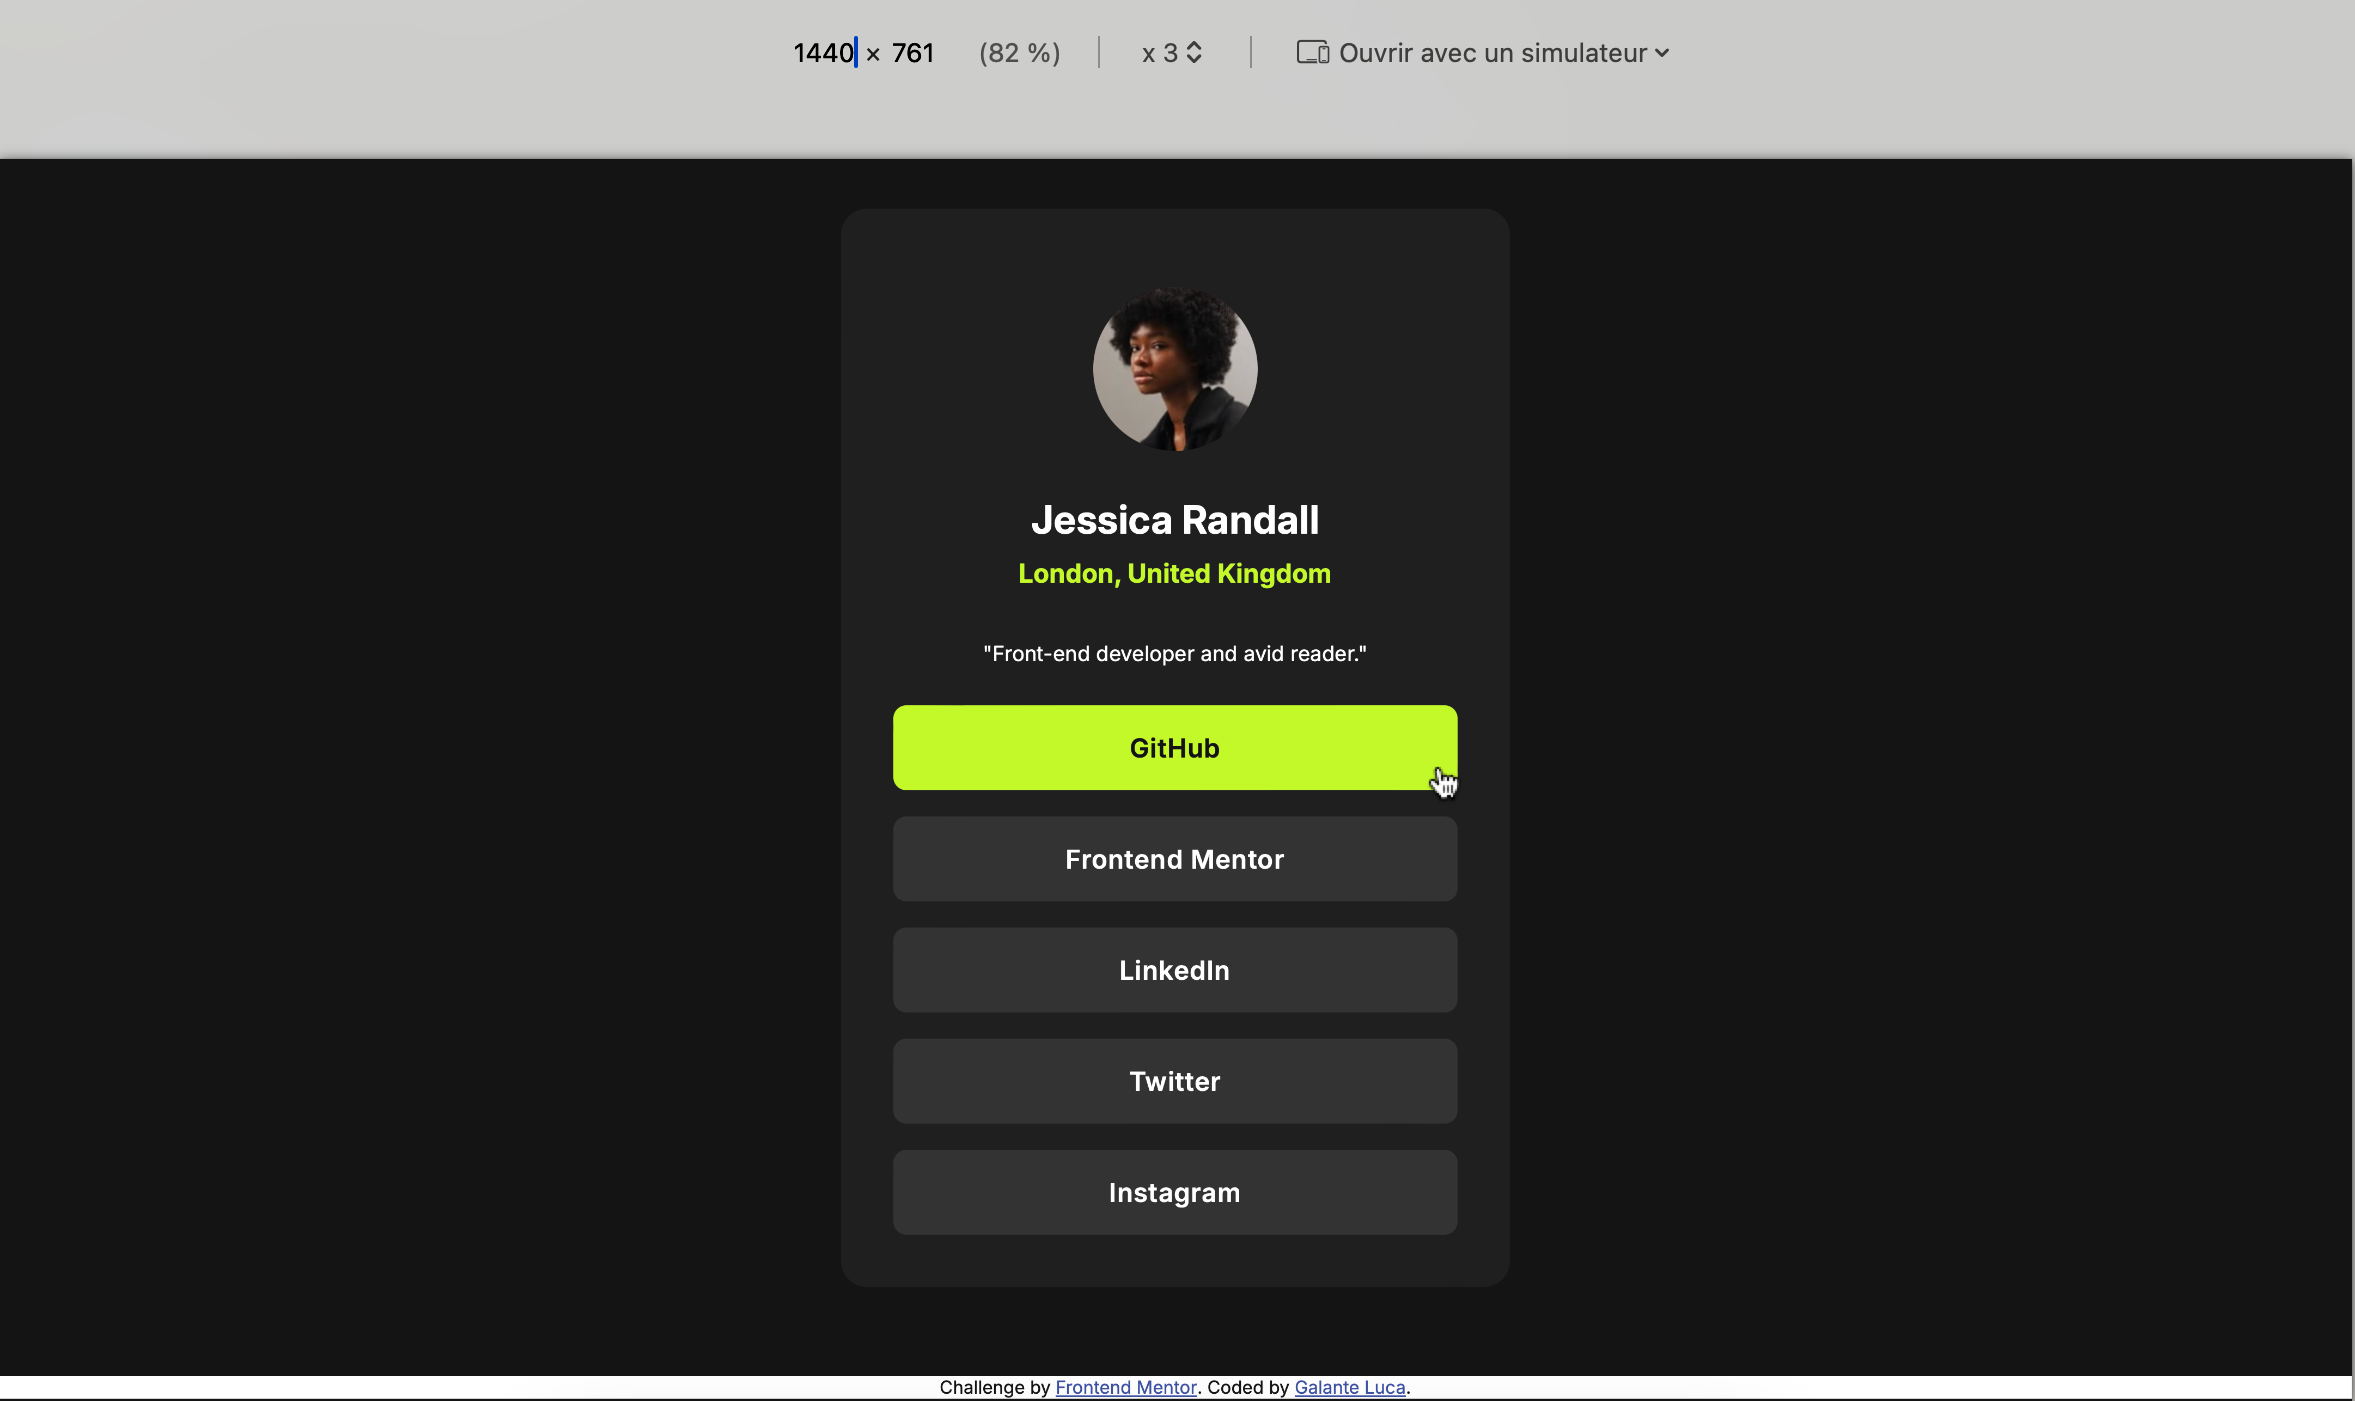 1440 × 761 (82 %) x 3 Ouvrir avec un simulateur
Jessica Randall
London, United Kingdom
"Front-end developer and avid reader."
GitHub
Frontend Mentor
LinkedIn
Twitter
Instagram
Challenge by Frontend Mentor. Coded by Galante Luca.